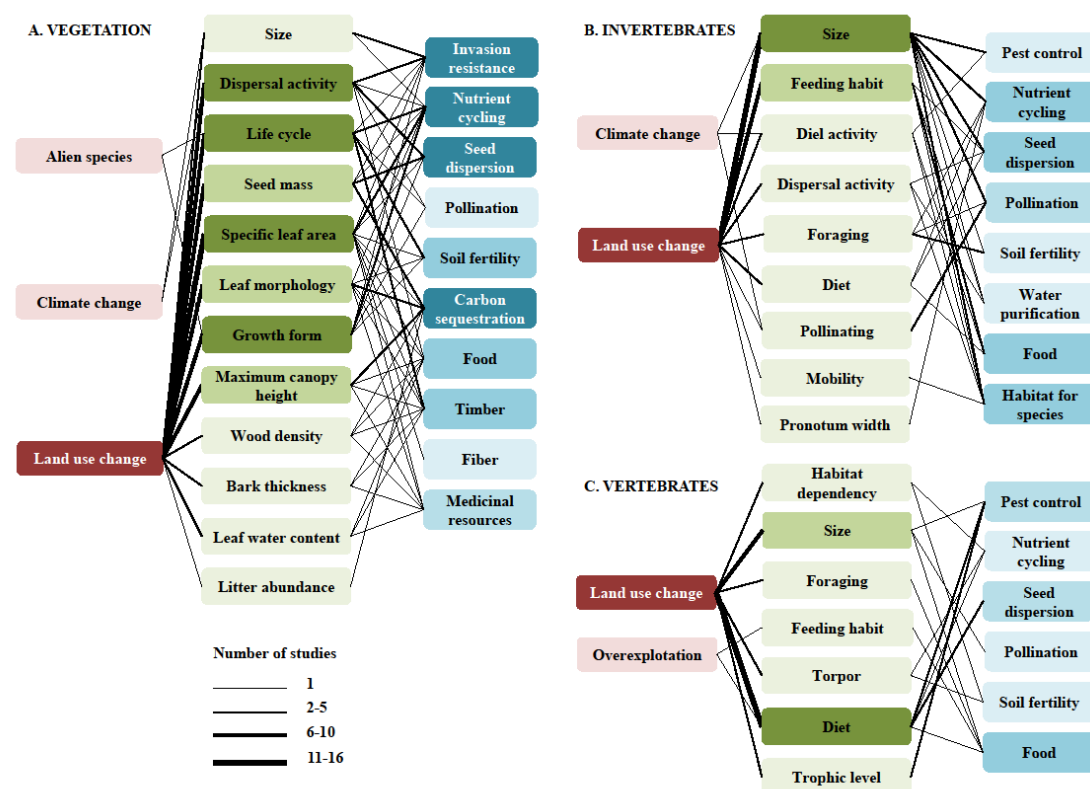 A. VEGETATION
Alien species
Climate change
Land use change
Size
Dispersal activity
Life cycle
Seed mass
Specific leaf area
Leaf morphology
Growth form
Maximum canopy
height
Wood density
Bark thickness
Leaf water content
Litter abundance
Invasion
resistance
Nutrient
cycling
Seed
dispersion
Pollination
Soil fertility
Carbon
sequestration
Food
Timber
Fiber
Medicinal
resources
Number of studies
1
2-5
6-10
11-16
B. INVERTEBRATES
Climate change
Land use change
Size
Feeding habit
Diel activity
Dispersal activity
Foraging
Diet
Pollinating
Mobility
Pronotum width
Pest control
Nutrient
cycling
Seed
dispersion
Pollination
Soil fertility
Water
purification
Food
Habitat for
species
C. VERTEBRATES
Land use change
Overexplotation
Habitat
dependency
Size
Foraging
Feeding habit
Torpor
Diet
Trophic level
Pest control
Nutrient
cycling
Seed
dispersion
Pollination
Soil fertility
Food